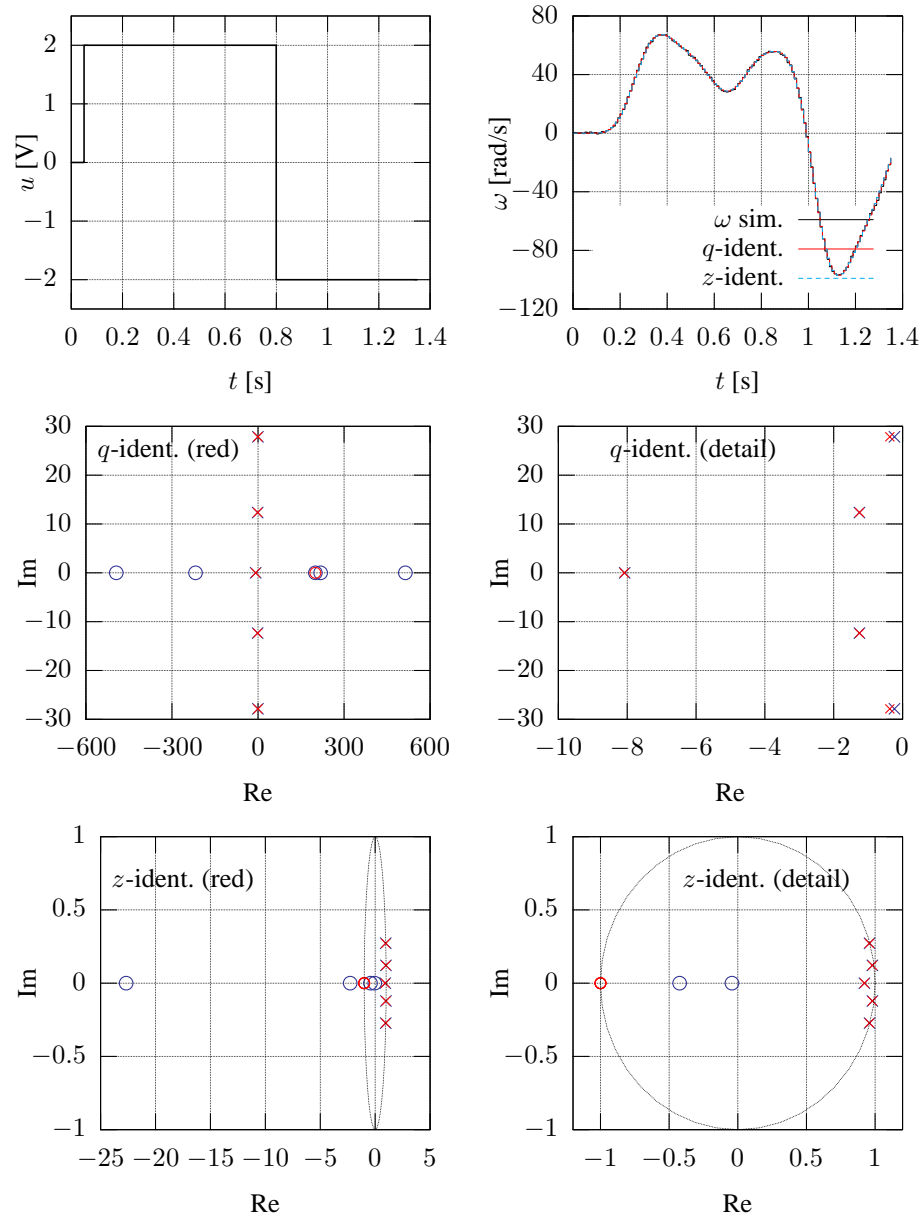 2
1
0
−1
−2
u [V]
0 0.2 0.4 0.6 0.8 1 1.2 1.4
t [s]
80
40
0
−40
−80
−120
ω [rad/s]
ω sim.
q-ident.
z-ident.
0 0.2 0.4 0.6 0.8 1 1.2 1.4
t [s]
30
20
10
0
−10
−20
−30
Im
q-ident. (red)
−600 −300 0 300 600
Re
30
20
10
0
−10
−20
−30
Im
q-ident. (detail)
−10 −8 −6 −4 −2 0
Re
1
0.5
0
−0.5
−1
Im
z-ident. (red)
−25 −20 −15 −10 −5 0 5
Re
1
0.5
0
−0.5
−1
Im
z-ident. (detail)
−1 −0.5 0 0.5 1
Re